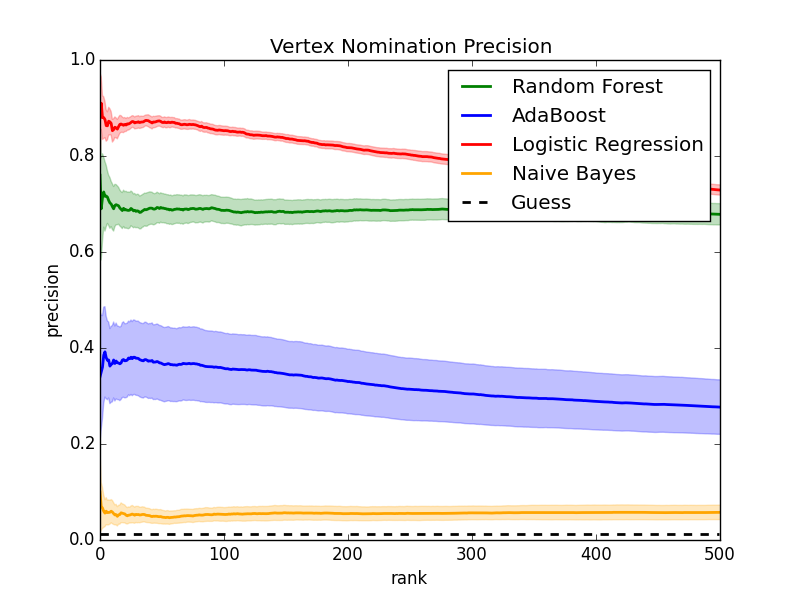 Vertex Nomination Precision
1.0
0.8
0.6
0.4
0.2
0.0
precision
Random Forest
AdaBoost
Logistic Regression
Naive Bayes
Guess
0 100 200 300 400 500
rank